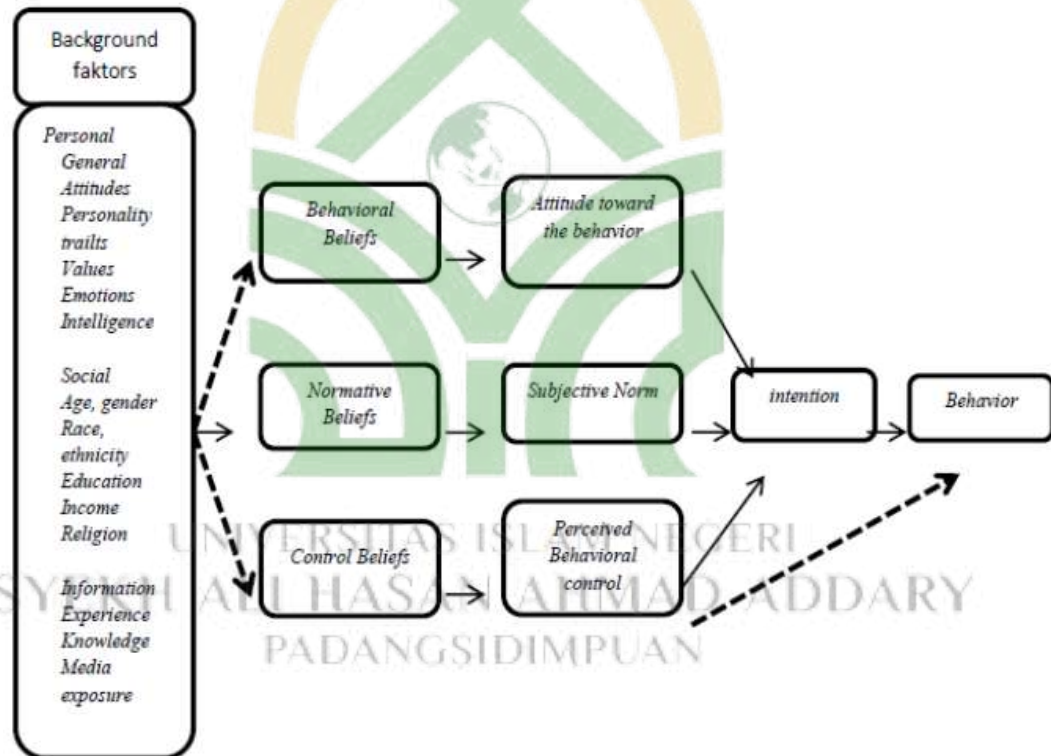 Background
faktors
Personal
General
Attitudes
Personality
trailts
Values
Emotions
Intelligence
Social
Age, gender
Race,
ethnicity
Education
Income
Religion
Information
Experience
Knowledge
Media
exposure
Behavioral
Beliefs
Attitude toward
the behavior
Normative
Beliefs
Subjective Norm
intention
Behavior
Control Beliefs
Perceived
Behavioral
control
UNIVERSITAS ISLAM NEGERI
SYEKH ALI HASAN AHMAD ADDARY
PADANGSIDIMPUAN